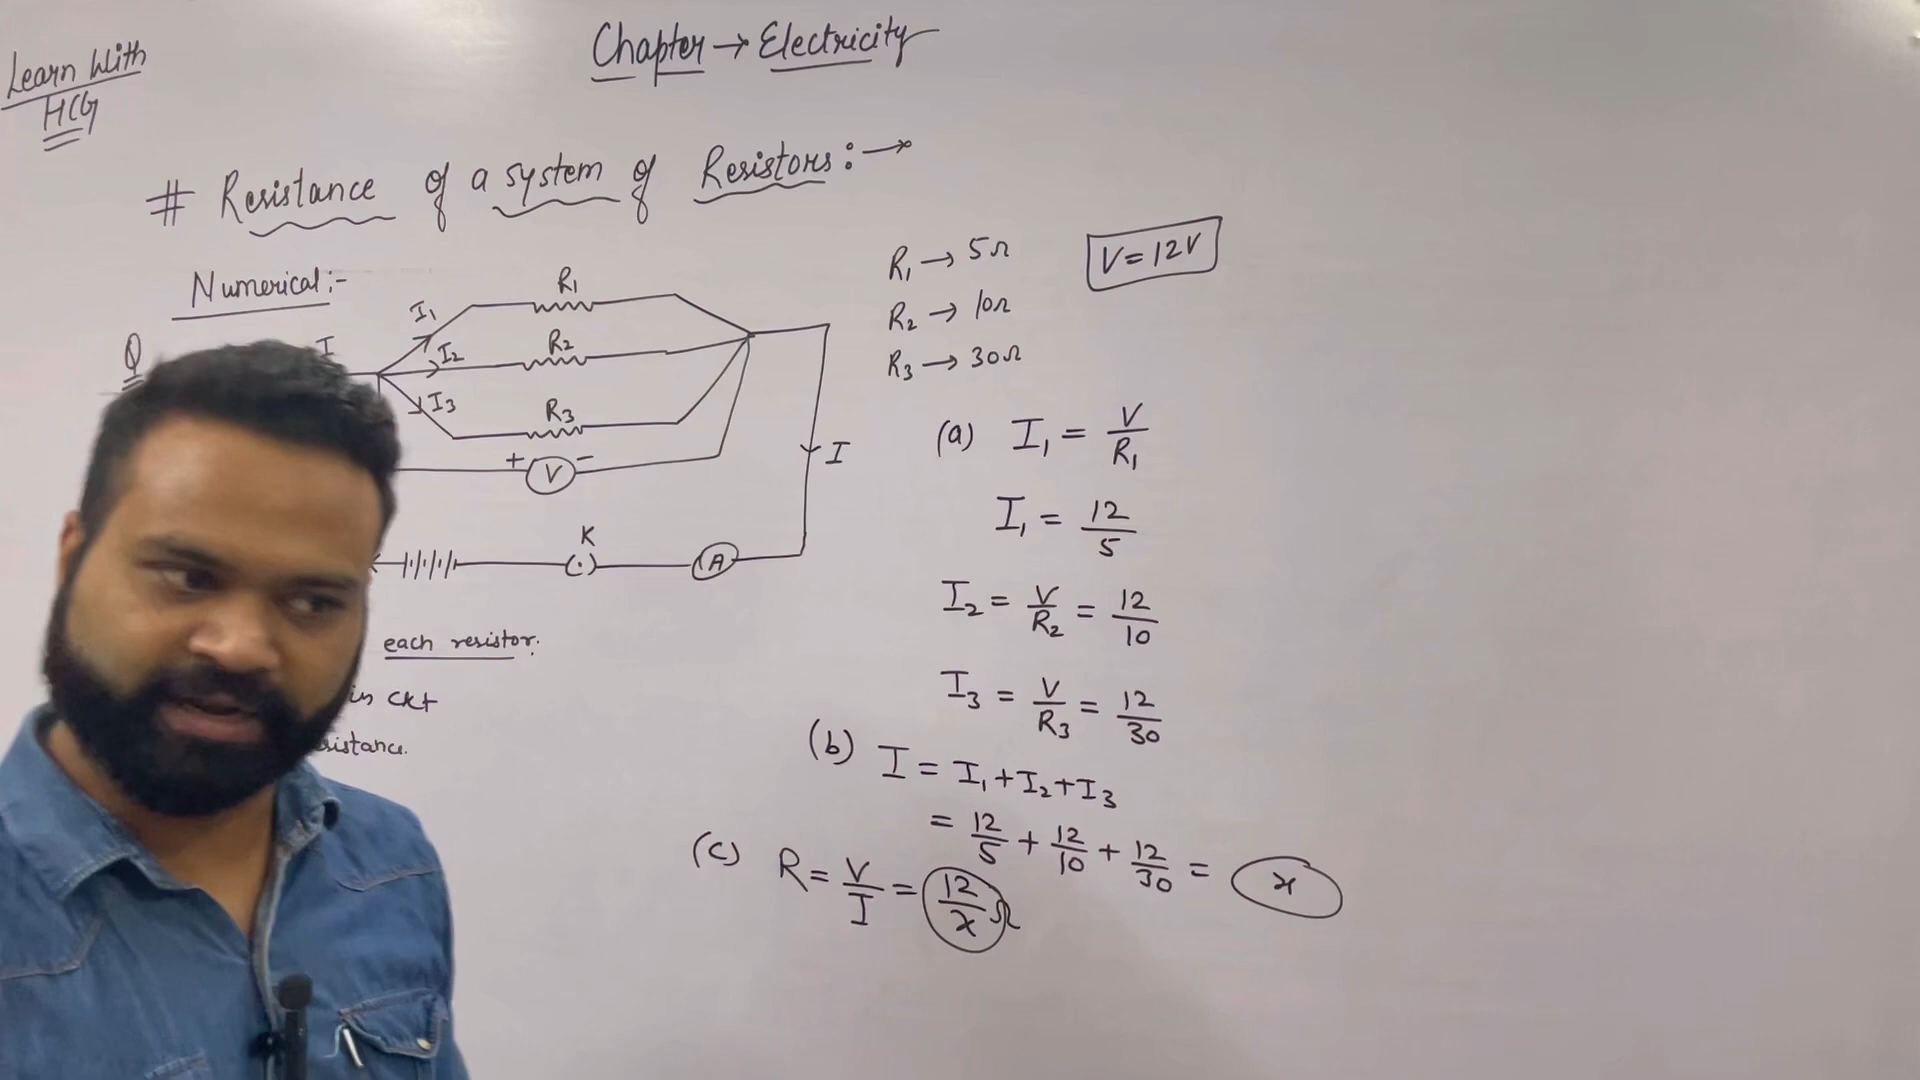 Learn With
HCG
Chapter → Electricity
# Resistance of a system of Resistors :→
Numerical :-
Q
I
I₁
R₁
I₂
R₂
I₃
R₃
+ V -
I
K
A
each resistor.
in ckt
R₁ → 5Ω
R₂ → 10Ω
R₃ → 30Ω
V = 12V
(a) I₁ = V/R₁
I₁ = 12/5
I₂ = V/R₂ = 12/10
I₃ = V/R₃ = 12/30
(b) I = I₁ + I₂ + I₃
= 12/5 + 12/10 + 12/30 = x
(c) R = V/I = 12/x Ω